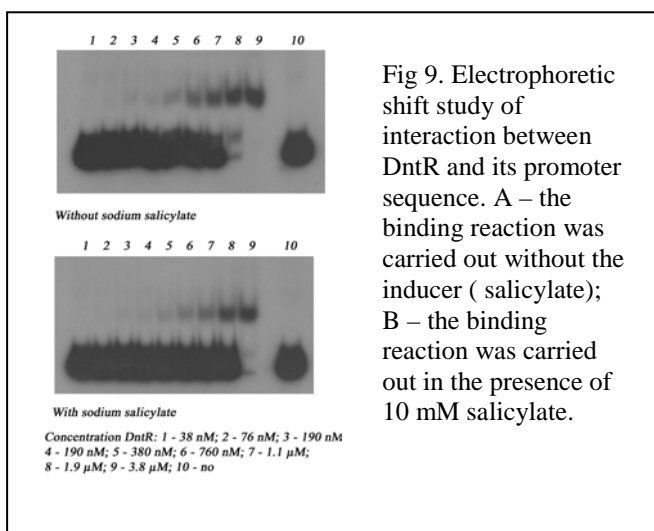 1 2 3 4 5 6 7 8 9 10
Without sodium salicylate
1 2 3 4 5 6 7 8 9 10
With sodium salicylate
Concentration DntR: 1 - 38 nM; 2 - 76 nM; 3 - 190 nM
4 - 190 nM; 5 - 380 nM; 6 - 760 nM; 7 - 1.1 µM;
8 - 1.9 µM; 9 - 3.8 µM; 10 - no
Fig 9. Electrophoretic
shift study of
interaction between
DntR and its promoter
sequence. A – the
binding reaction was
carried out without the
inducer ( salicylate);
B – the binding
reaction was carried
out in the presence of
10 mM salicylate.